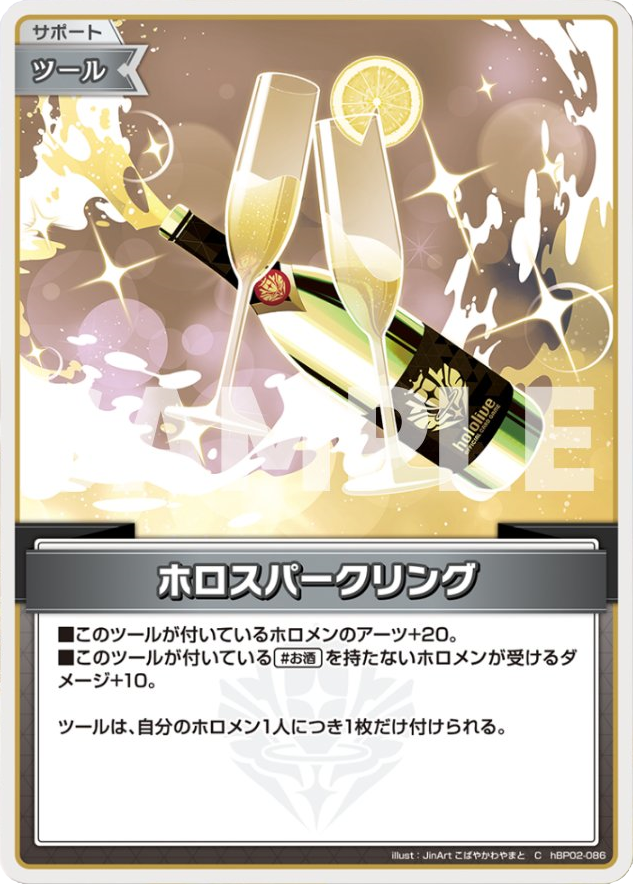 サポート
ツール
SAMPLE
hololive
OFFICIAL CARD GAME
ホロスパークリング
■このツールが付いているホロメンのアーツ+20。
■このツールが付いている#お酒を持たないホロメンが受けるダ
メージ+10。
ツールは、自分のホロメン1人につき1枚だけ付けられる。
illust : JinArt こばやかわやまと C hBP02-086